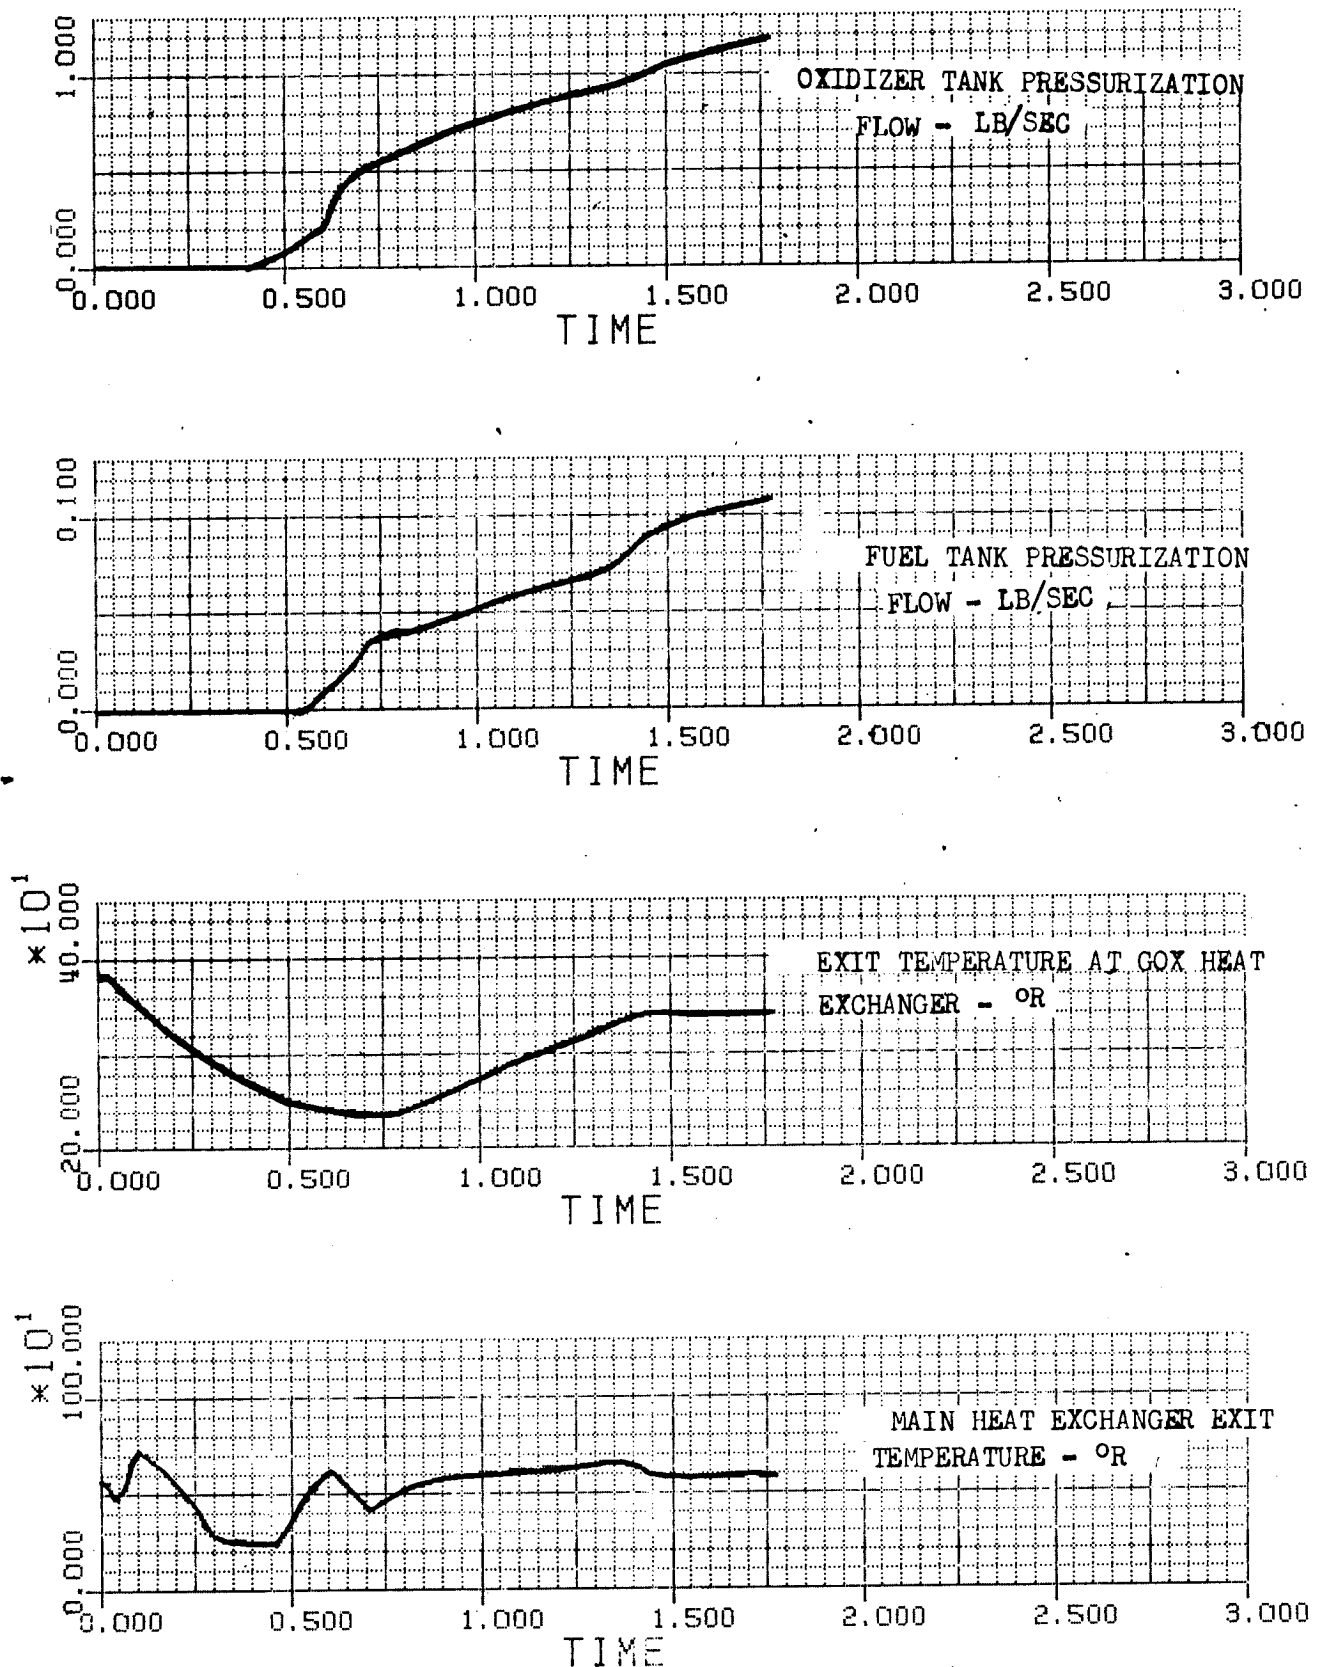 1.000
0.000
OXIDIZER TANK PRESSURIZATION
FLOW - LB/SEC
0.000 0.500 1.000 1.500 2.000 2.500 3.000
TIME
0.100
0.000
FUEL TANK PRESSURIZATION
FLOW - LB/SEC
0.000 0.500 1.000 1.500 2.000 2.500 3.000
TIME
*10¹
40.000
20.000
EXIT TEMPERATURE AT GOX HEAT
EXCHANGER - °R
0.000 0.500 1.000 1.500 2.000 2.500 3.000
TIME
*10¹
100.000
0.000
MAIN HEAT EXCHANGER EXIT
TEMPERATURE - °R
0.000 0.500 1.000 1.500 2.000 2.500 3.000
TIME